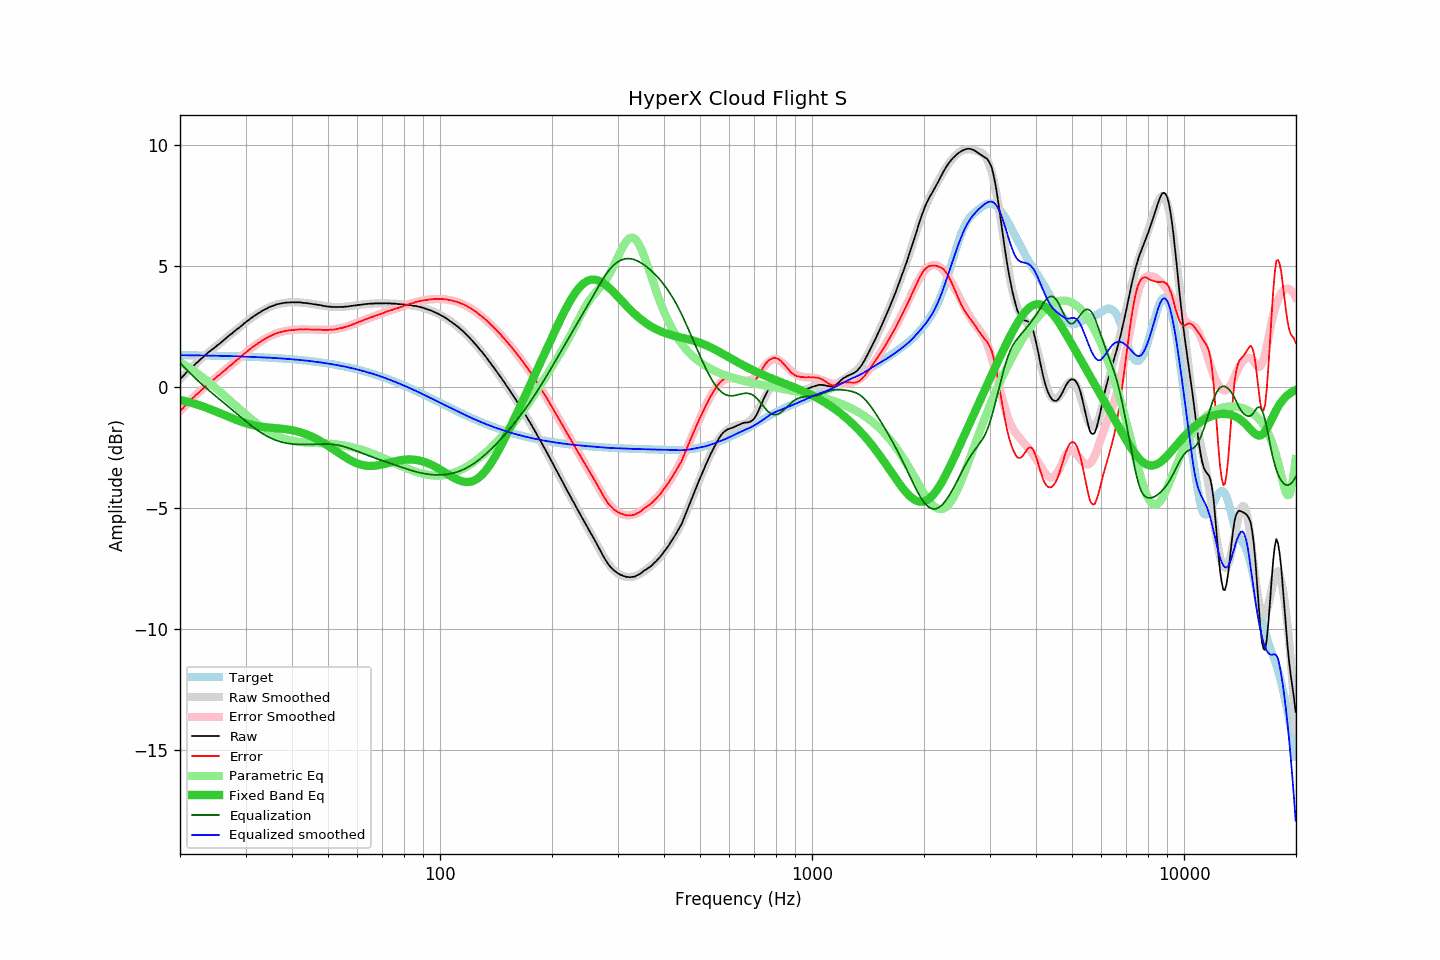 HyperX Cloud Flight S
10
5
0
−5
−10
−15
Amplitude (dBr)
Target
Raw Smoothed
Error Smoothed
Raw
Error
Parametric Eq
Fixed Band Eq
Equalization
Equalized smoothed
100
1000
10000
Frequency (Hz)